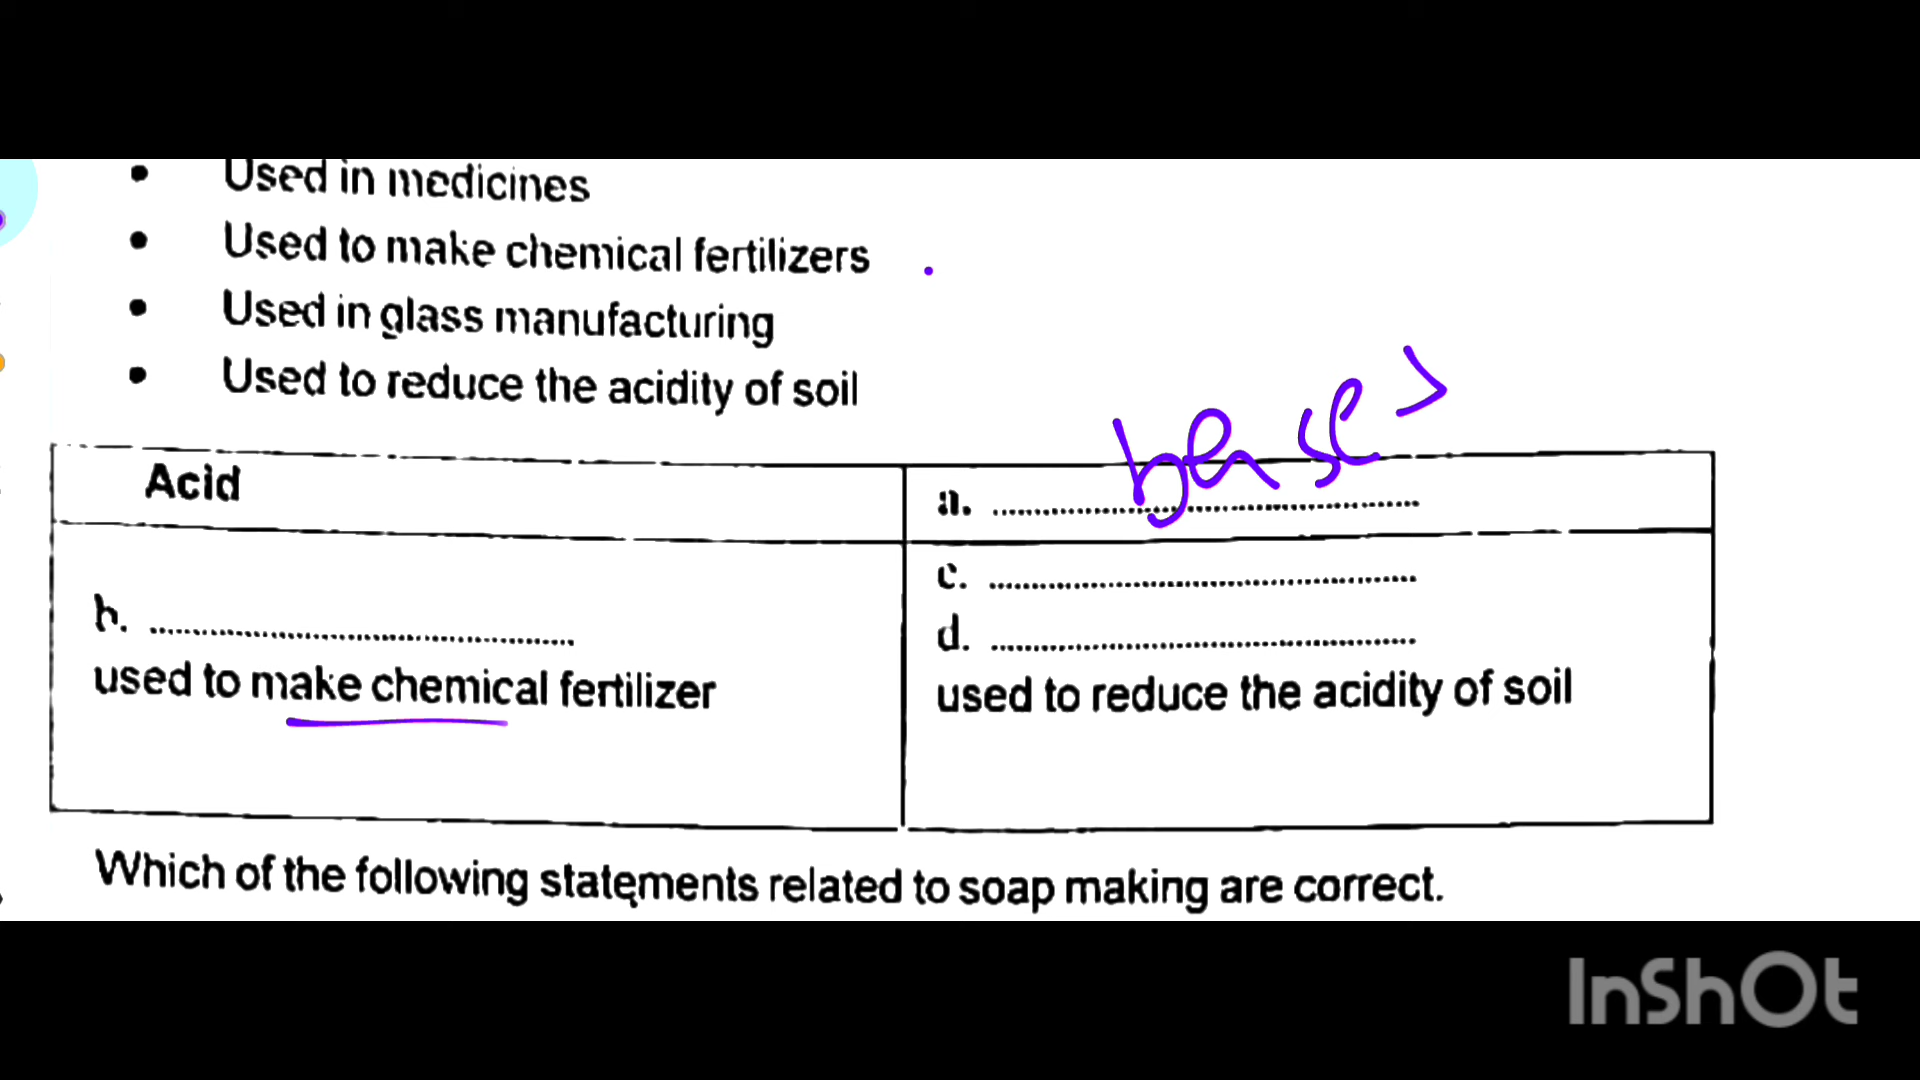 • Used in medicines
• Used to make chemical fertilizers
• Used in glass manufacturing
• Used to reduce the acidity of soil
base
Acid
a. ........................................
b. ........................................
used to make chemical fertilizer
c. ........................................
d. ........................................
used to reduce the acidity of soil
Which of the following statements related to soap making are correct.
InShOt